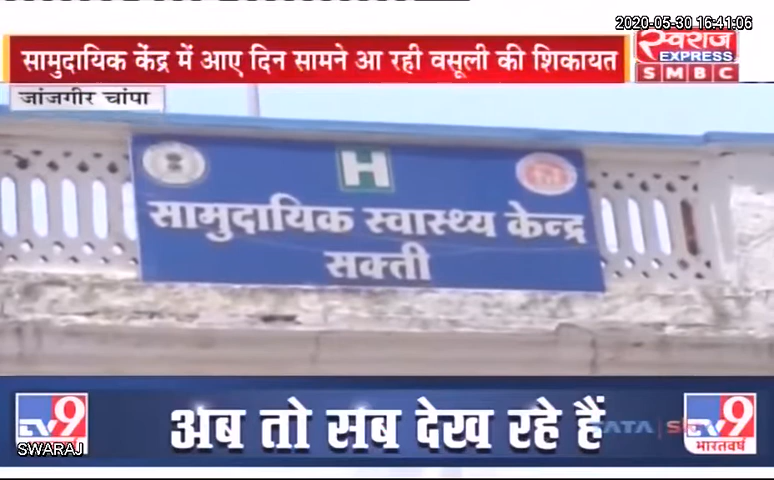 2020-05-30 16:41:06
सामुदायिक केंद्र में आए दिन सामने आ रही वसूली की शिकायत
स्वराज
EXPRESS
SMBC
जांजगीर चांपा
H
सामुदायिक स्वास्थ्य केन्द्र
सक्ती
TV9
अब तो सब देख रहे हैं
TATA
TV9
भारतवर्ष
SWARAJ